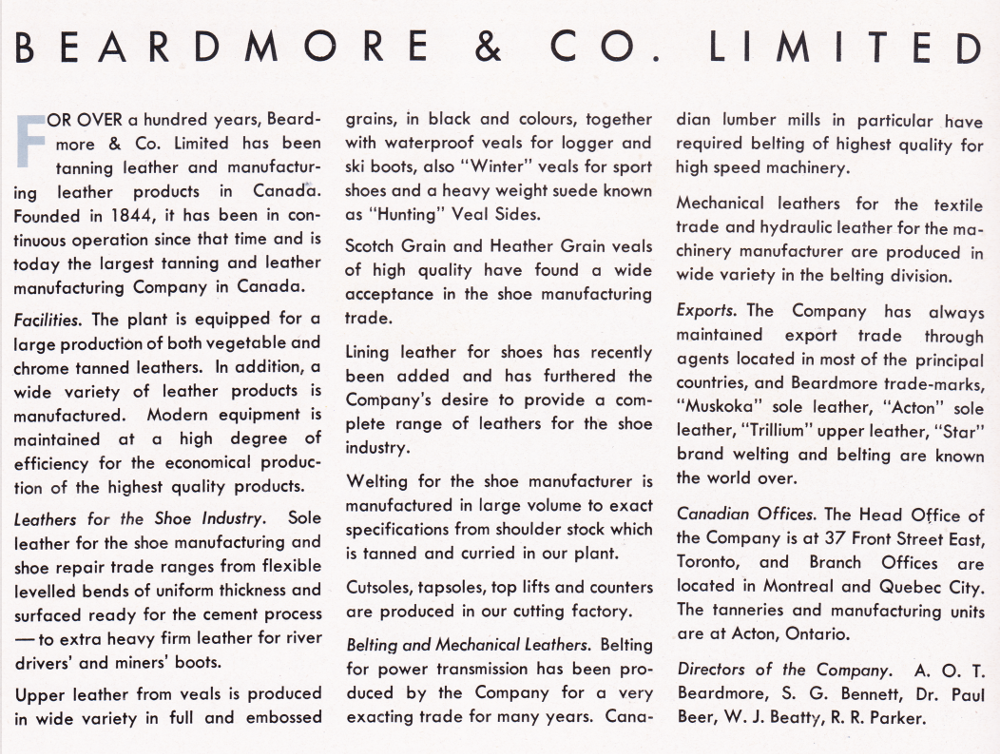 BEARDMORE & CO. LIMITED
FOR OVER a hundred years, Beard-
more & Co. Limited has been
tanning leather and manufactur-
ing leather products in Canada.
Founded in 1844, it has been in con-
tinuous operation since that time and is
today the largest tanning and leather
manufacturing Company in Canada.
Facilities. The plant is equipped for a
large production of both vegetable and
chrome tanned leathers. In addition, a
wide variety of leather products is
manufactured. Modern equipment is
maintained at a high degree of
efficiency for the economical produc-
tion of the highest quality products.
Leathers for the Shoe Industry. Sole
leather for the shoe manufacturing and
shoe repair trade ranges from flexible
levelled bends of uniform thickness and
surfaced ready for the cement process
—to extra heavy firm leather for river
drivers' and miners' boots.
Upper leather from veals is produced
in wide variety in full and embossed
grains, in black and colours, together
with waterproof veals for logger and
ski boots, also "Winter" veals for sport
shoes and a heavy weight suede known
as "Hunting" Veal Sides.
Scotch Grain and Heather Grain veals
of high quality have found a wide
acceptance in the shoe manufacturing
trade.
Lining leather for shoes has recently
been added and has furthered the
Company's desire to provide a com-
plete range of leathers for the shoe
industry.
Welting for the shoe manufacturer is
manufactured in large volume to exact
specifications from shoulder stock which
is tanned and curried in our plant.
Cutsoles, tapsoles, top lifts and counters
are produced in our cutting factory.
Belting and Mechanical Leathers. Belting
for power transmission has been pro-
duced by the Company for a very
exacting trade for many years. Cana-
dian lumber mills in particular have
required belting of highest quality for
high speed machinery.
Mechanical leathers for the textile
trade and hydraulic leather for the ma-
chinery manufacturer are produced in
wide variety in the belting division.
Exports. The Company has always
maintained export trade through
agents located in most of the principal
countries, and Beardmore trade-marks,
"Muskoka" sole leather, "Acton" sole
leather, "Trillium" upper leather, "Star"
brand welting and belting are known
the world over.
Canadian Offices. The Head Office of
the Company is at 37 Front Street East,
Toronto, and Branch Offices are
located in Montreal and Quebec City.
The tanneries and manufacturing units
are at Acton, Ontario.
Directors of the Company. A. O. T.
Beardmore, S. G. Bennett, Dr. Paul
Beer, W. J. Beatty, R. R. Parker.